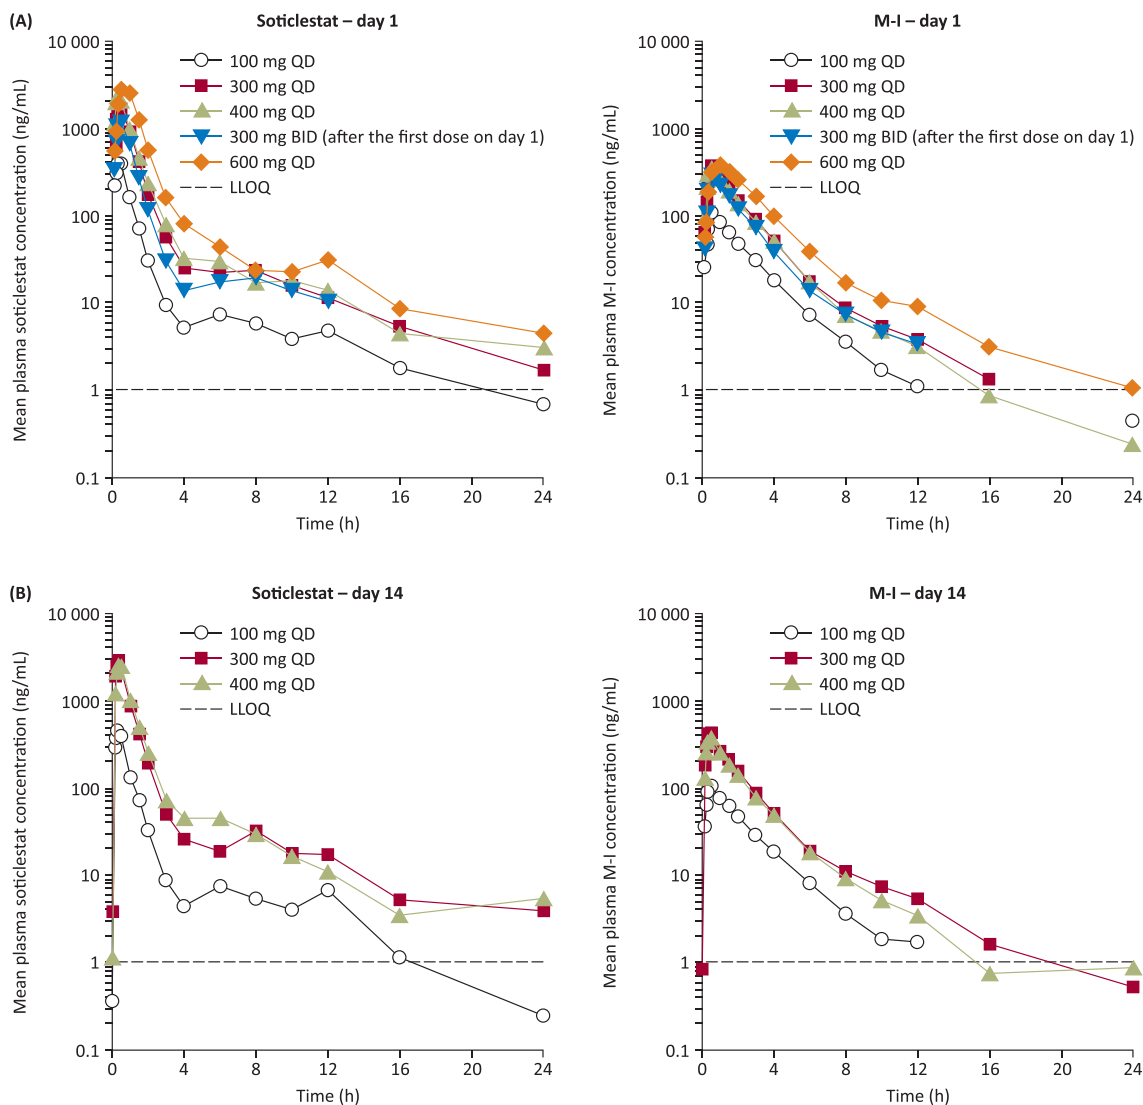 (A)
Soticlestat – day 1
Mean plasma soticlestat concentration (ng/mL)
10 000
1000
100
10
1
0.1
100 mg QD
300 mg QD
400 mg QD
300 mg BID (after the first dose on day 1)
600 mg QD
LLOQ
0 4 8 12 16 20 24
Time (h)
M-I – day 1
Mean plasma M-I concentration (ng/mL)
10 000
1000
100
10
1
0.1
100 mg QD
300 mg QD
400 mg QD
300 mg BID (after the first dose on day 1)
600 mg QD
LLOQ
0 4 8 12 16 20 24
Time (h)
(B)
Soticlestat – day 14
Mean plasma soticlestat concentration (ng/mL)
10 000
1000
100
10
1
0.1
100 mg QD
300 mg QD
400 mg QD
LLOQ
0 4 8 12 16 20 24
Time (h)
M-I – day 14
Mean plasma M-I concentration (ng/mL)
10 000
1000
100
10
1
0.1
100 mg QD
300 mg QD
400 mg QD
LLOQ
0 4 8 12 16 20 24
Time (h)